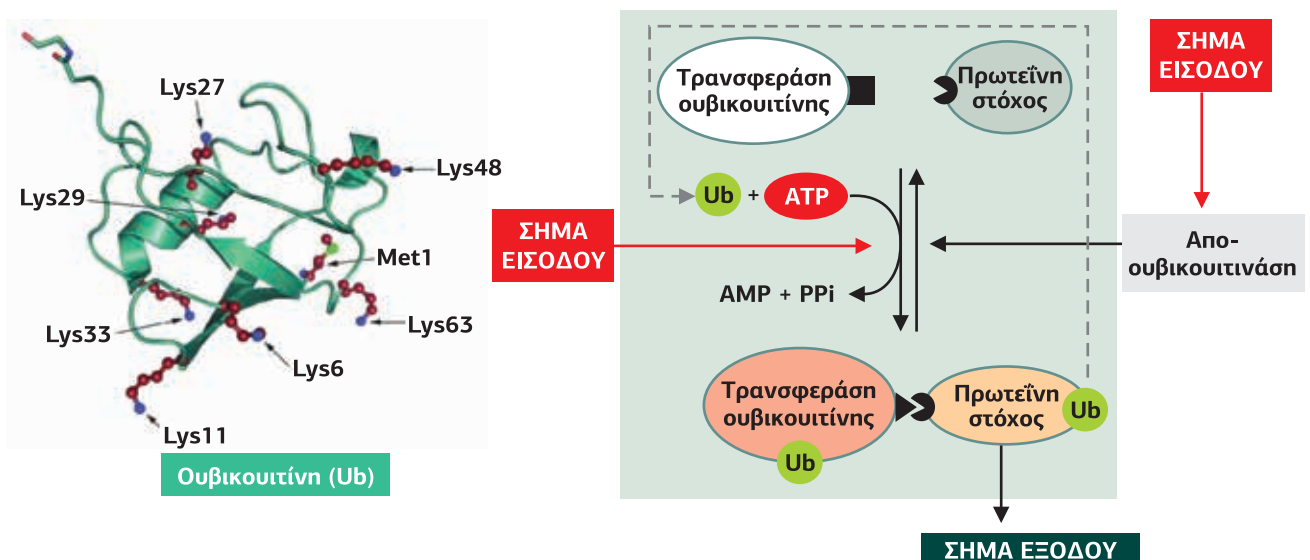 Lys27
Lys48
Lys29
Met1
Lys33
Lys63
Lys6
Lys11
Ουβικουιτίνη (Ub)
ΣΗΜΑ
ΕΙΣΟΔΟΥ
Τρανσφεράση
ουβικουιτίνης
Πρωτεΐνη
στόχος
Ub + ATP
AMP + PPi
Τρανσφεράση
ουβικουιτίνης
Ub
Πρωτεΐνη
στόχος
Ub
ΣΗΜΑ
ΕΙΣΟΔΟΥ
Απο-
ουβικουιτινάση
ΣΗΜΑ ΕΞΟΔΟΥ